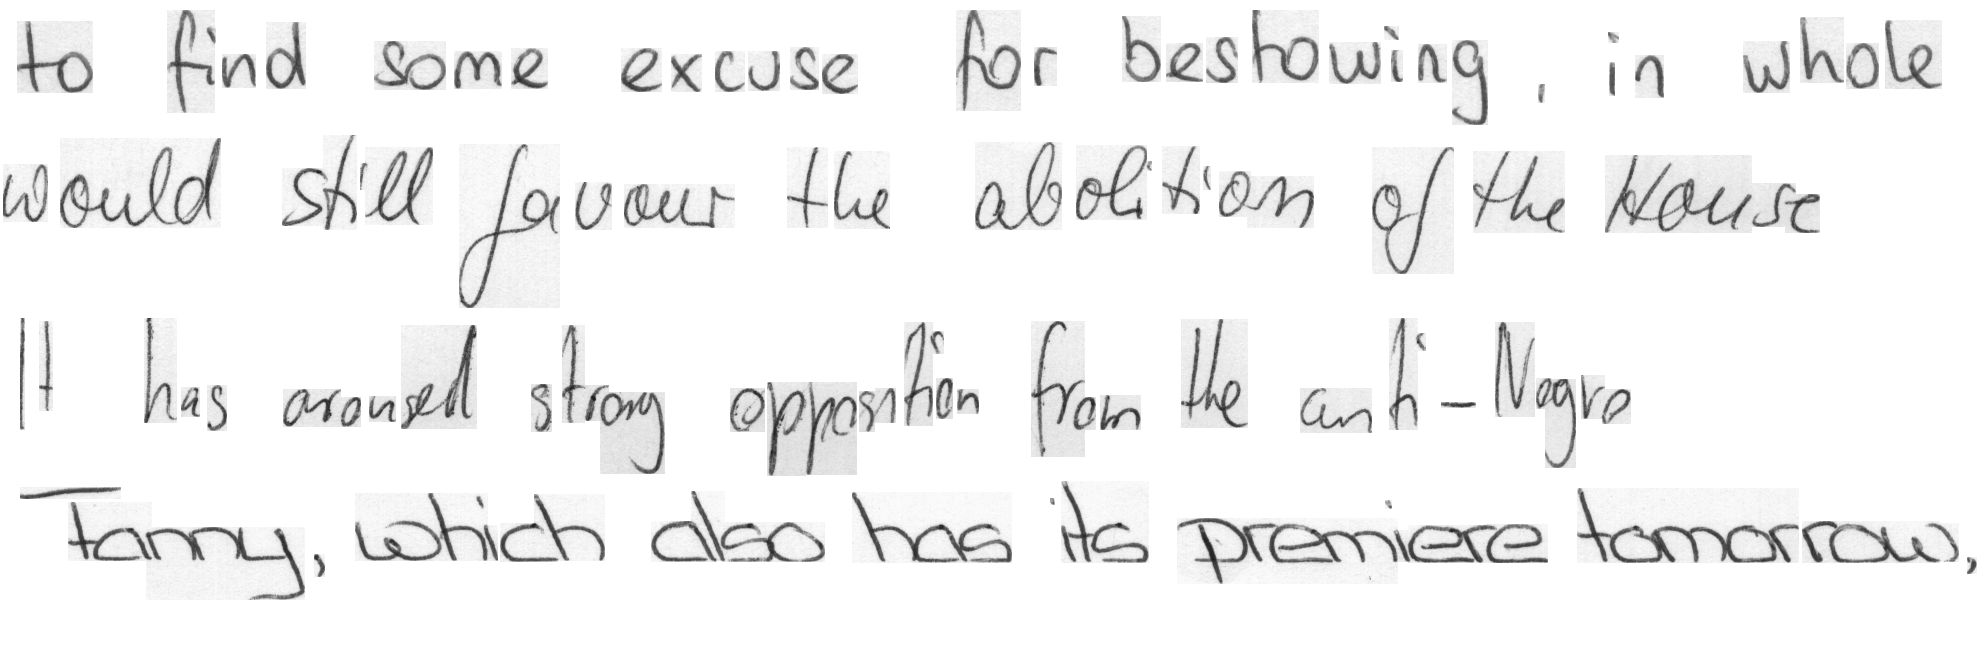 to find some excuse for bestowing, in whole
would still favour the abolition of the House
It has aroused strong opposition from the anti-Negro
Fanny, which also has its premiere tomorrow,